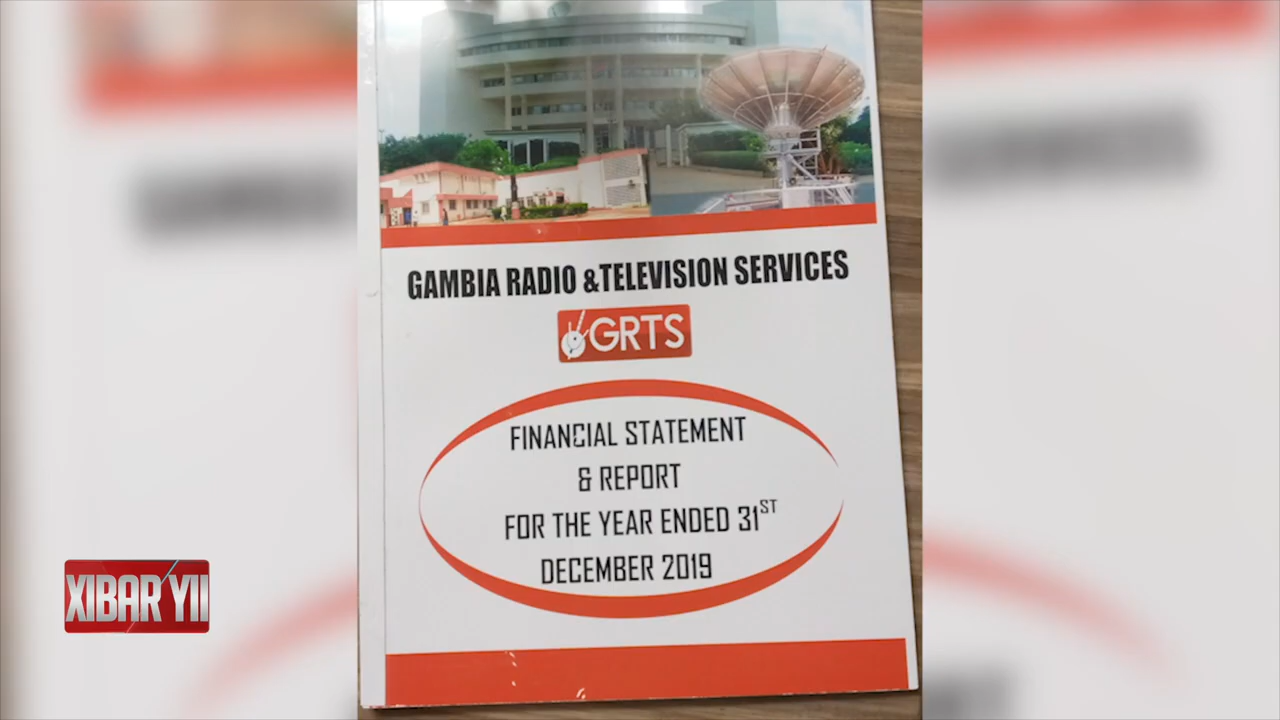 GAMBIA RADIO &TELEVISION SERVICES
GRTS
FINANCIAL STATEMENT
& REPORT
FOR THE YEAR ENDED 31ST
DECEMBER 2019
XIBAR YII